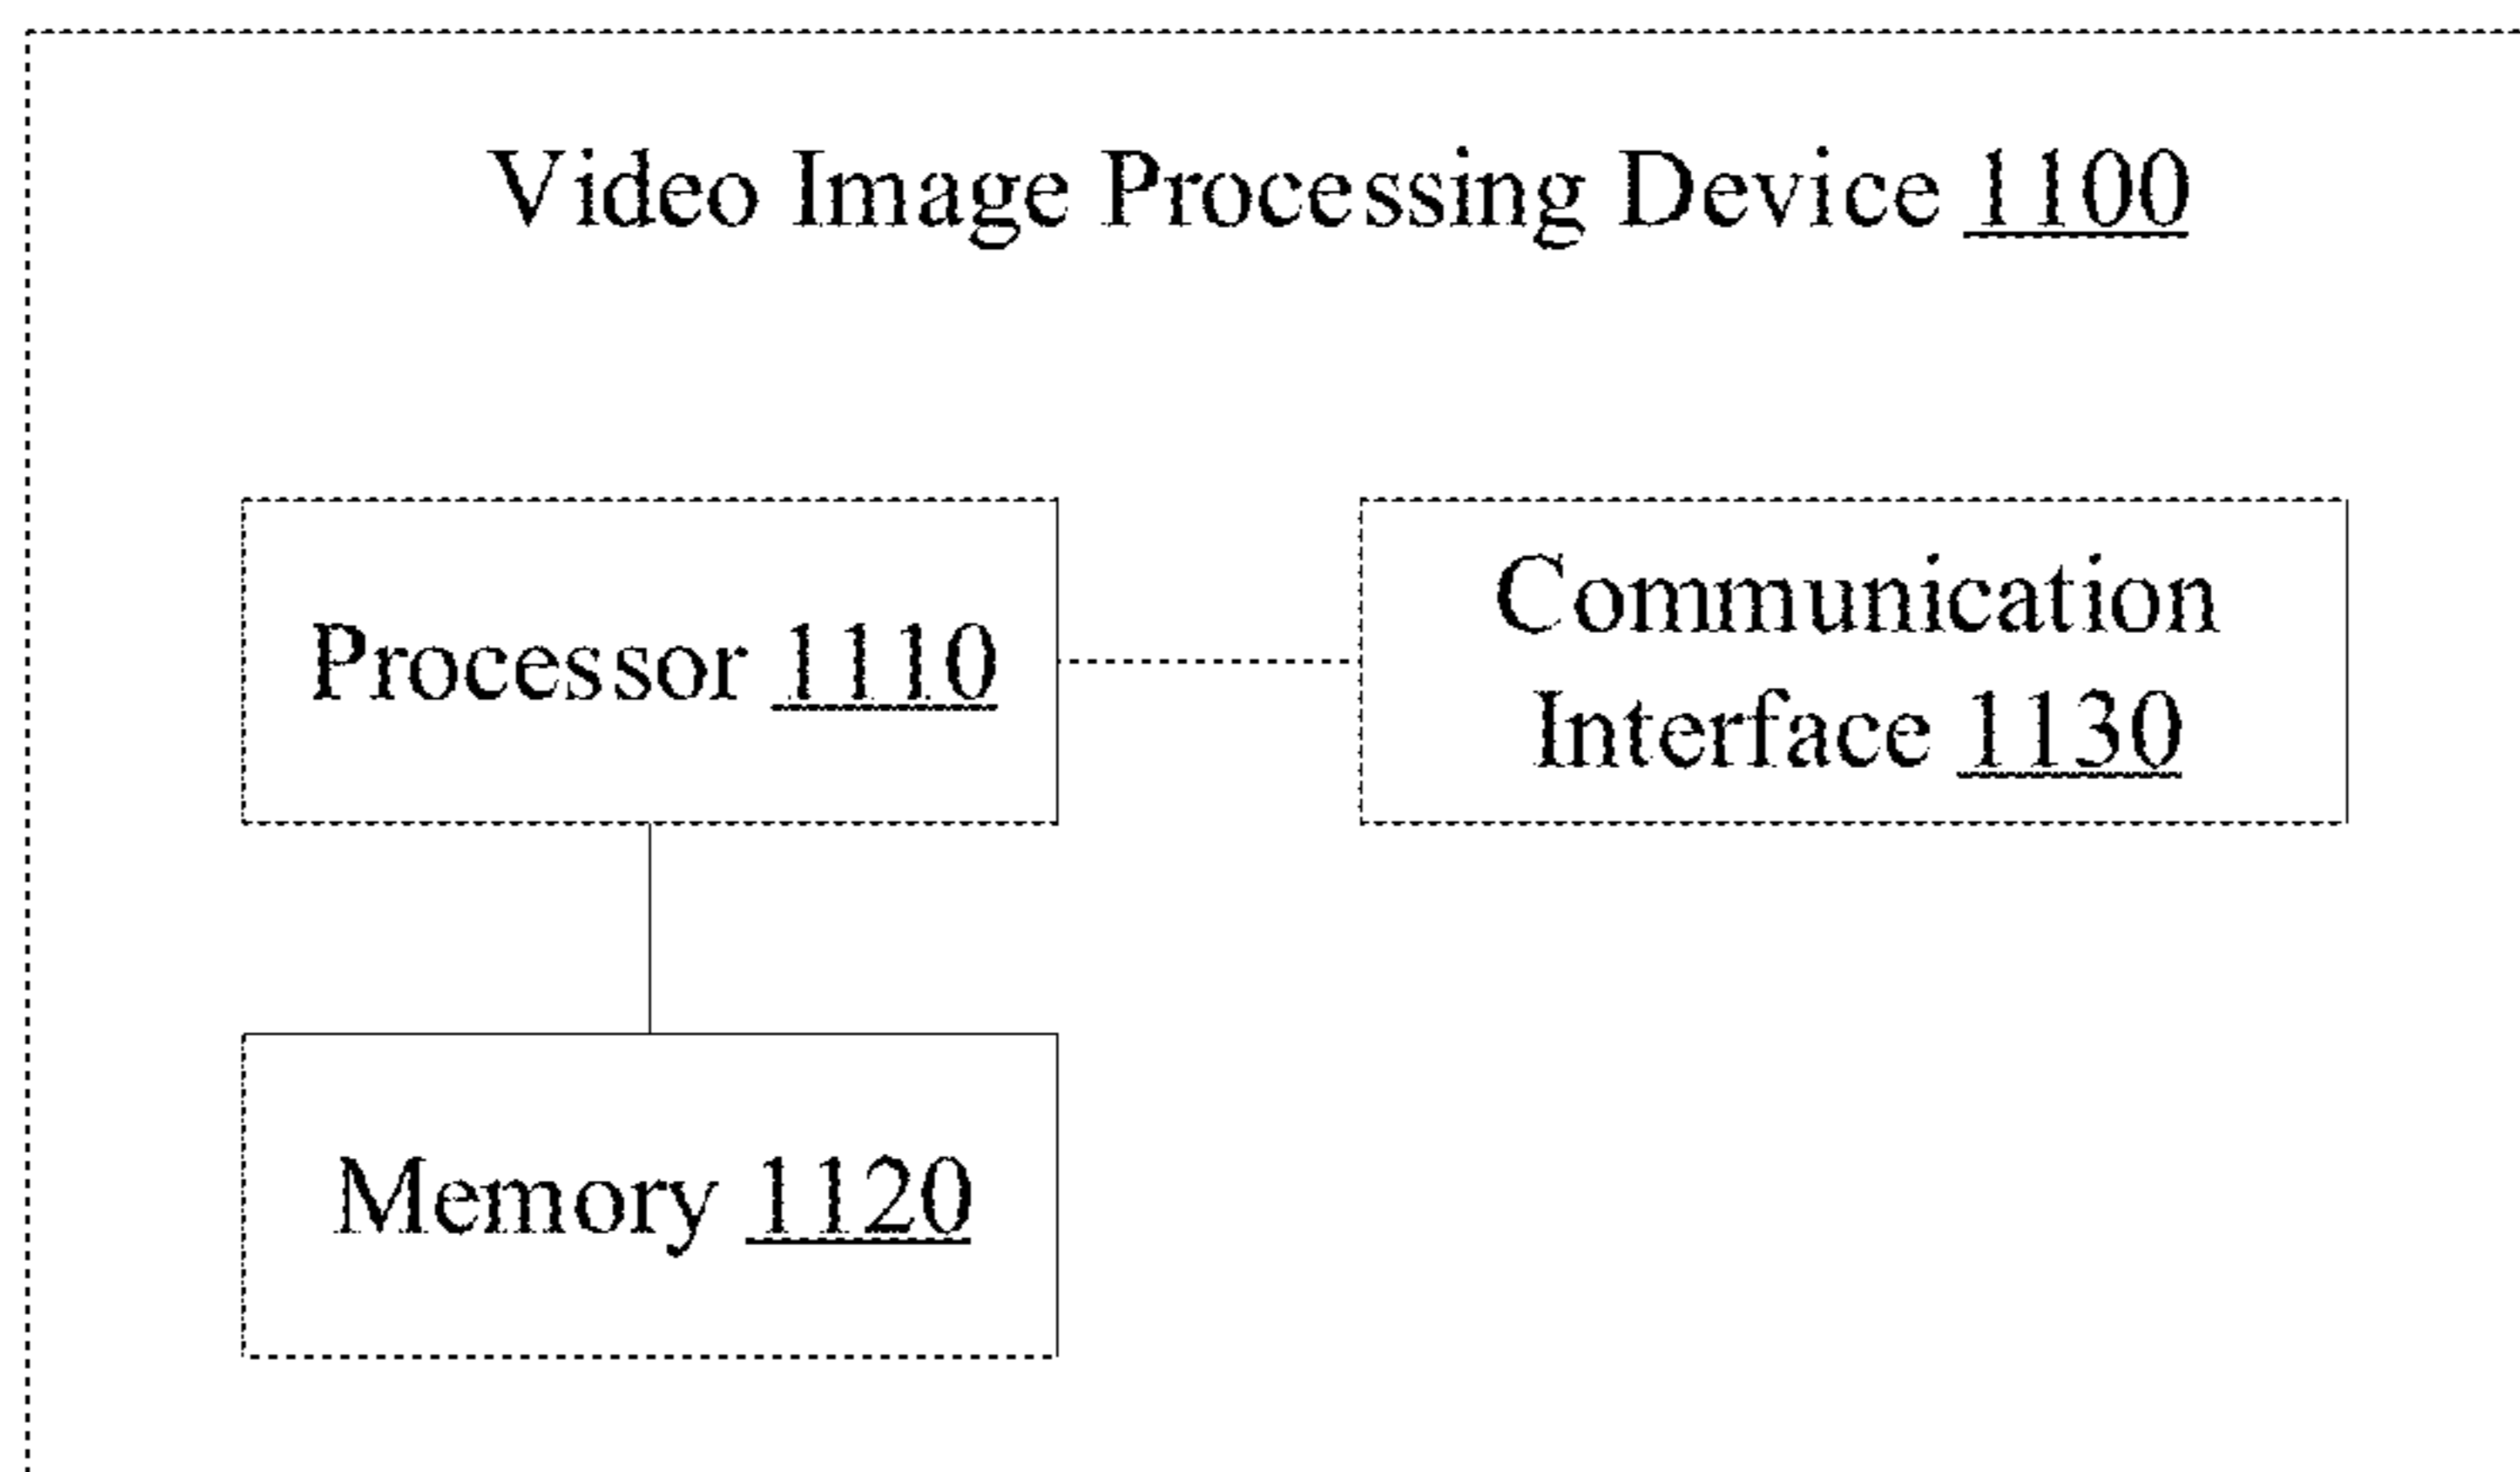 Video Image Processing Device 1100
Processor 1110
Communication
Interface 1130
Memory 1120